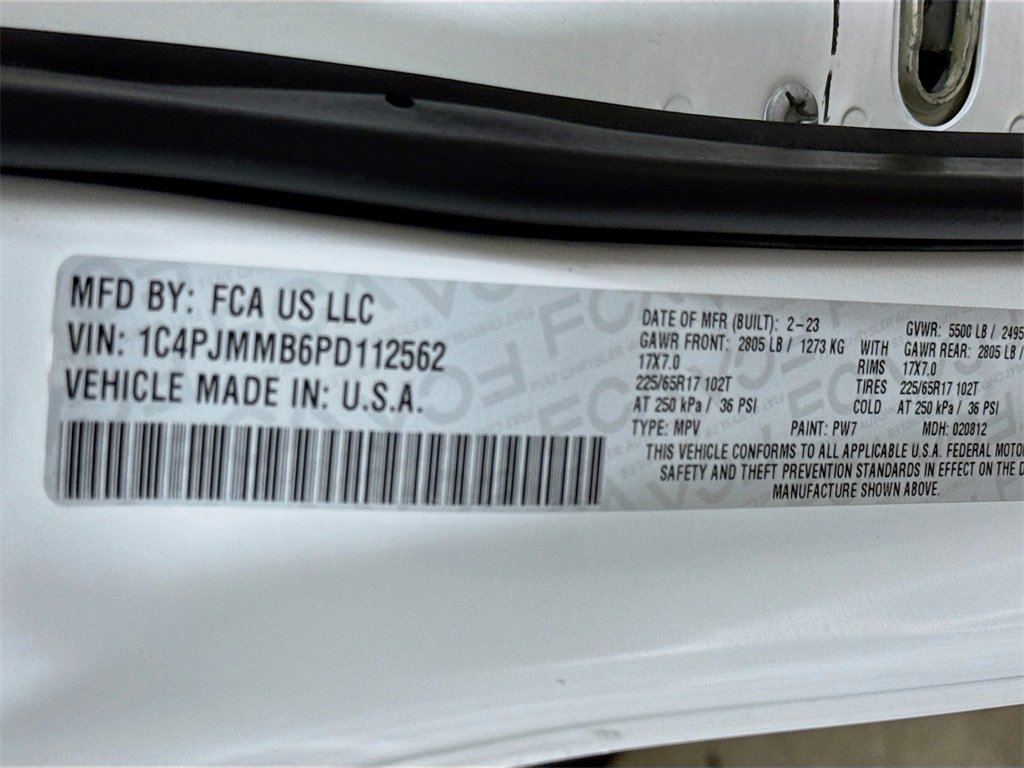 MFD BY: FCA US LLC
VIN: 1C4PJMMB6PD112562
VEHICLE MADE IN: U.S.A.
DATE OF MFR (BUILT): 2-23 GVWR: 5500 LB / 2495
GAWR FRONT: 2805 LB / 1273 KG WITH GAWR REAR: 2805 LB /
17X7.0 RIMS 17X7.0
225/65R17 102T TIRES 225/65R17 102T
AT 250 kPa / 36 PSI COLD AT 250 kPa / 36 PSI
TYPE: MPV PAINT: PW7 MDH: 020812
THIS VEHICLE CONFORMS TO ALL APPLICABLE U.S.A. FEDERAL
SAFETY AND THEFT PREVENTION STANDARDS IN EFFECT ON THE
MANUFACTURE SHOWN ABOVE.